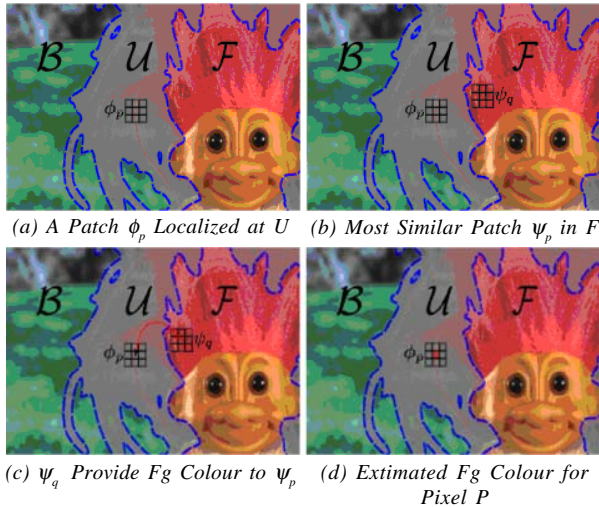 B U F
ϕp
B U F
ϕp ψq
(a) A Patch ϕp Localized at U
(b) Most Similar Patch ψp in F
B U F
ϕp ψq
B U F
ϕp
(c) ψq Provide Fg Colour to ψp
(d) Extimated Fg Colour for
Pixel P